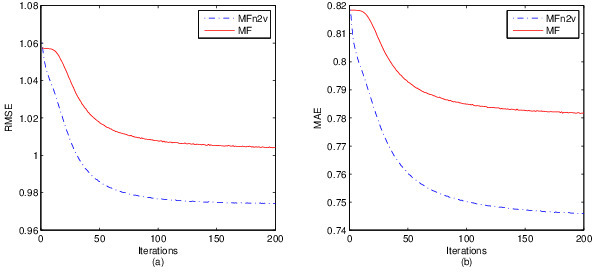 1.08
1.06
1.04
1.02
1
0.98
0.96
RMSE
0
50
100
150
200
Iterations
(a)
MFn2v
MF
0.82
0.81
0.8
0.79
0.78
0.77
0.76
0.75
0.74
MAE
0
50
100
150
200
Iterations
(b)
MFn2v
MF